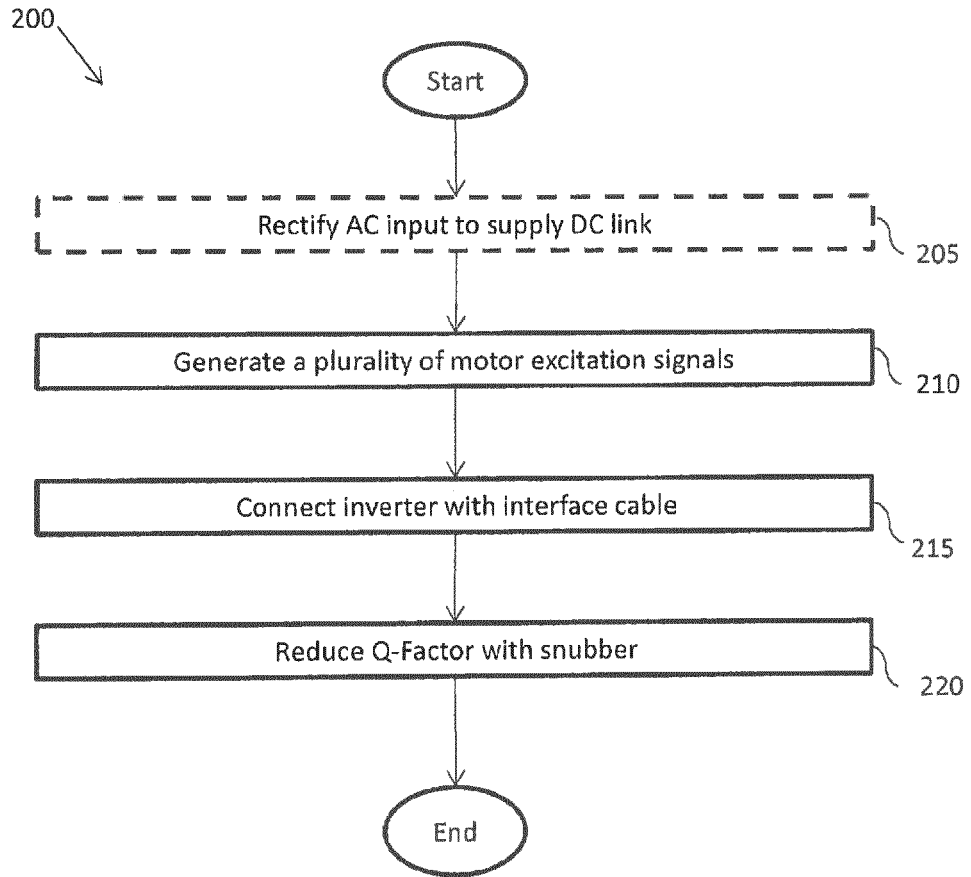 200
Start
Rectify AC input to supply DC link
205
Generate a plurality of motor excitation signals
210
Connect inverter with interface cable
215
Reduce Q-Factor with snubber
220
End